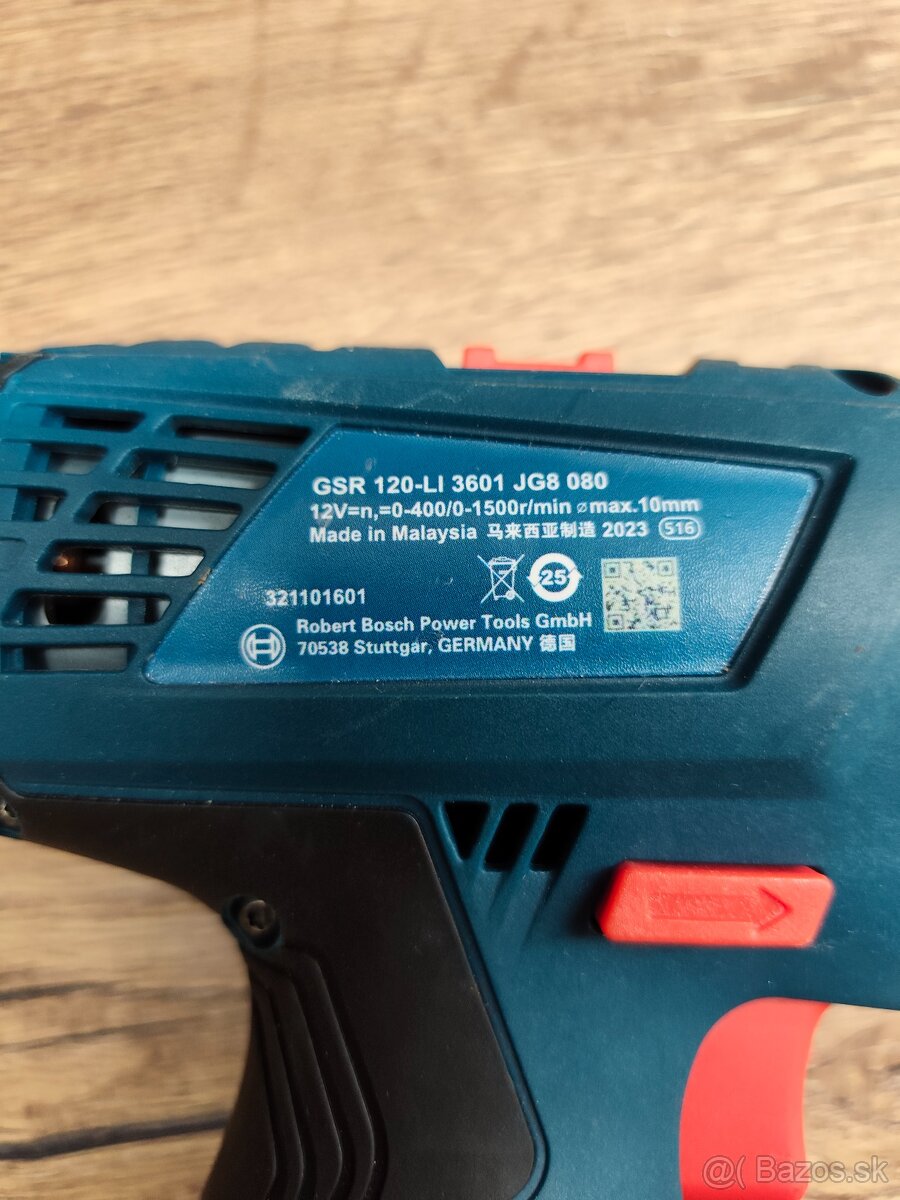 GSR 120-LI 3601 JG8 080
12V=n,=0-400/0-1500r/min ⌀max.10mm
Made in Malaysia 马来西亚制造 2023 516
25
321101601
Robert Bosch Power Tools GmbH
70538 Stuttgar, GERMANY 德国
@( Bazos.sk